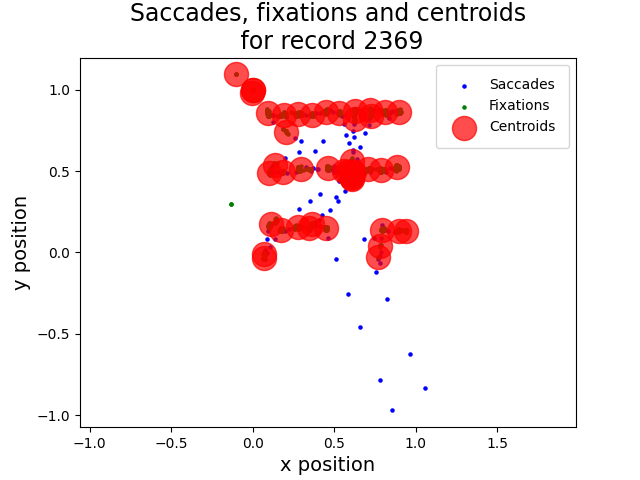 Saccades, fixations and centroids
for record 2369
Saccades
Fixations
Centroids
1.0
0.5
0.0
−0.5
−1.0
y position
−1.0
−0.5
0.0
0.5
1.0
1.5
x position